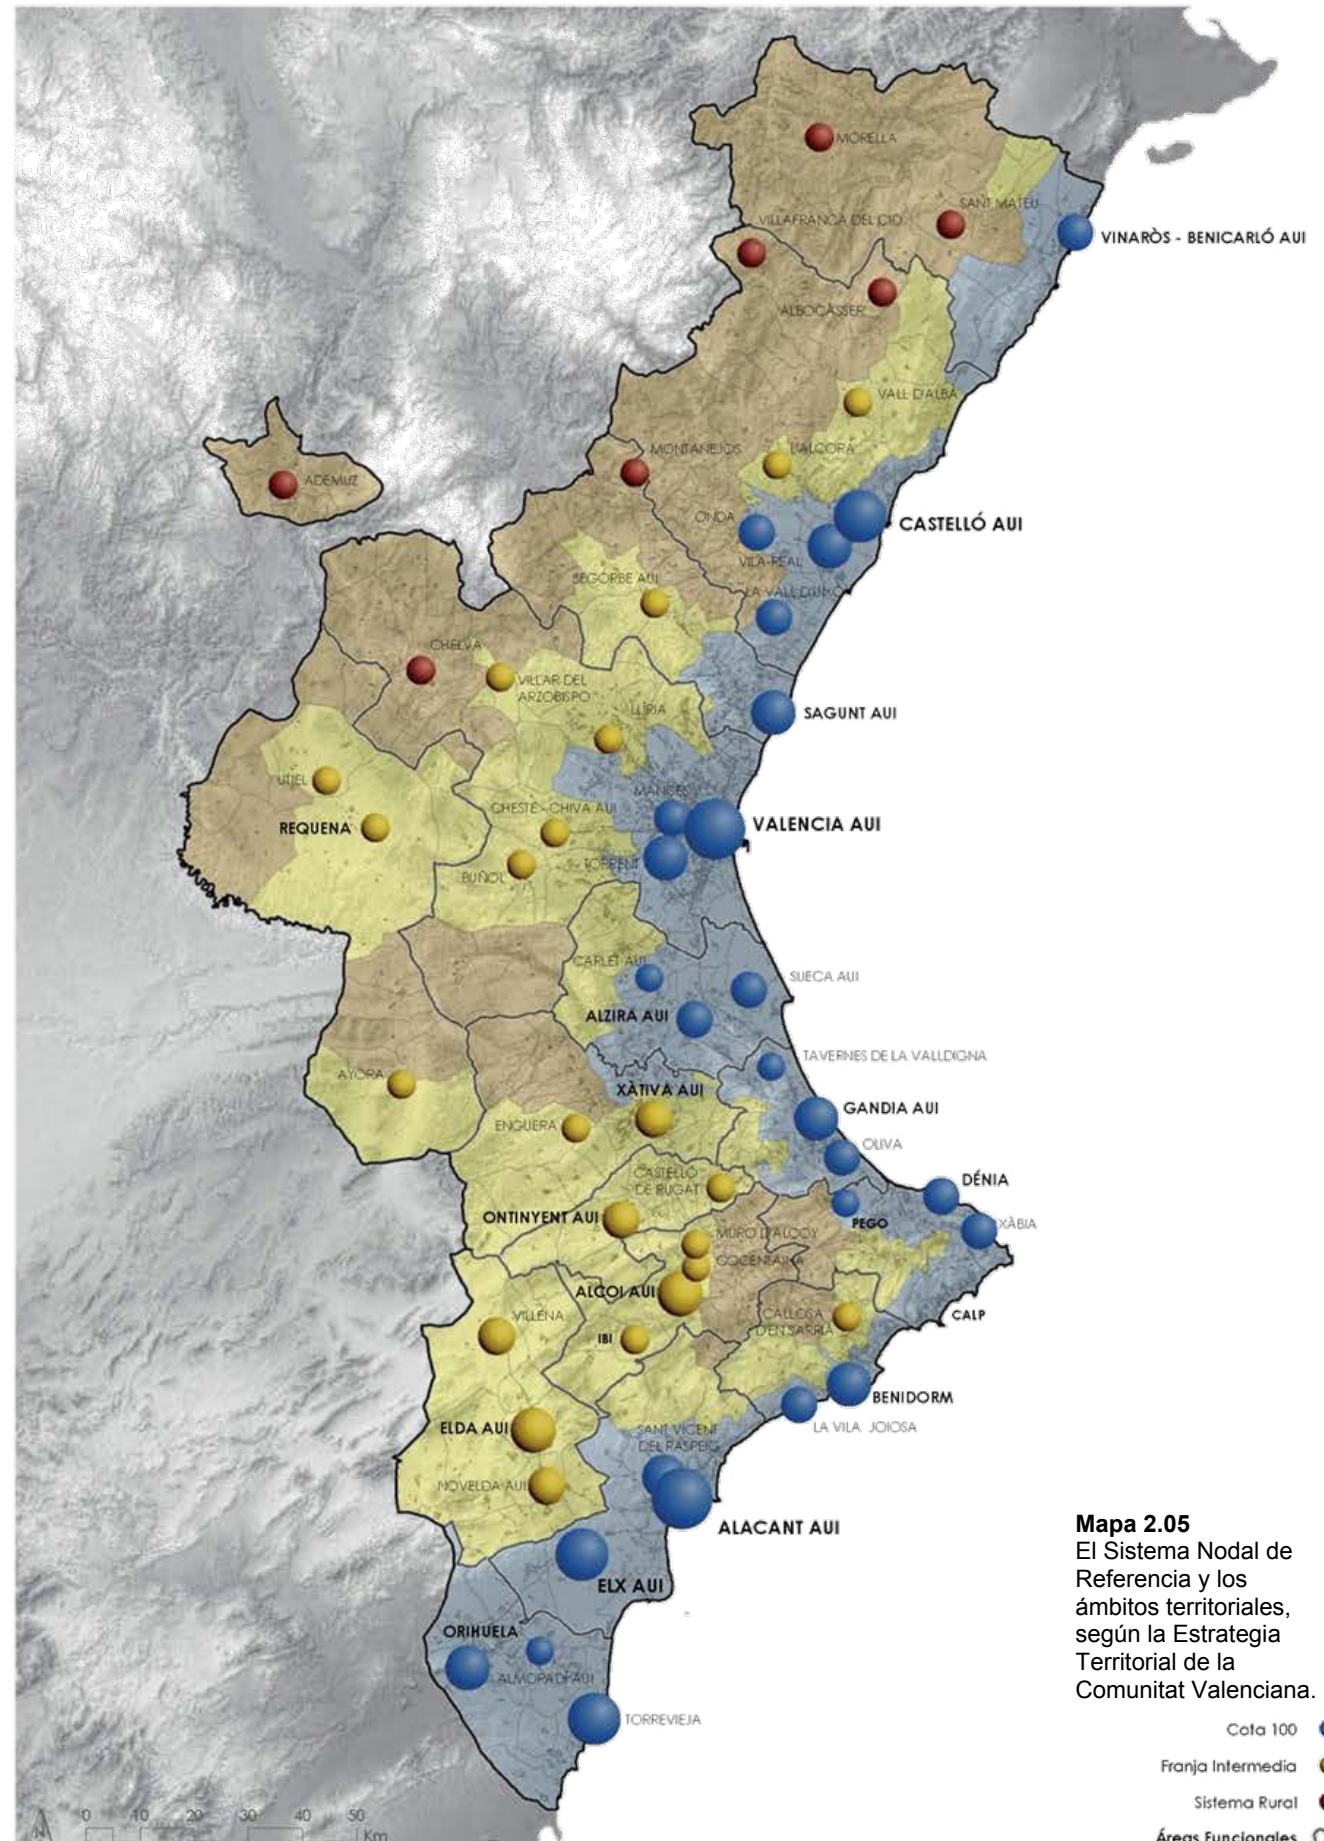 MORELLA
SANT MATEU
VILLAFRANCA DEL CID
VINARÒS - BENICARLÓ AUI
ALBOCÀSSER
VALL D'ALBA
MONTANEJOS
L'ALCORA
ADEMUZ
ONDA
CASTELLÓ AUI
VILA-REAL
SEGORBE AUI
LA VALL D'UIXÓ
CHELVA
VILLAR DEL
ARZOBISPO
LLÍRIA
SAGUNT AUI
UTIEL
MANISES
CHESTE - CHIVA AUI
REQUENA
VALENCIA AUI
TORRENT
BUÑOL
CARLET AUI
SUECA AUI
ALZIRA AUI
TAVERNES DE LA VALLDIGNA
AYORA
XÀTIVA AUI
GANDIA AUI
ENGUERA
OLIVA
CASTELLÓ
DE RUGAT
DÉNIA
ONTINYENT AUI
PEGO
XÀBIA
MURO D'ALCOY
COCENTAINA
ALCOI AUI
VILLENA
CALLOSA
D'EN SARRIÀ
CALP
IBI
BENIDORM
ELDA AUI
LA VILA JOIOSA
SANT VICENT
DEL RASPEIG
NOVELDA AUI
ALACANT AUI
ELX AUI
ORIHUELA
ALMORADÍ AUI
TORREVIEJA
Mapa 2.05
El Sistema Nodal de
Referencia y los
ámbitos territoriales,
según la Estrategia
Territorial de la
Comunitat Valenciana.
Cota 100
Franja Intermedia
Sistema Rural
Áreas Funcionales
N
0 10 20 30 40 50
Km